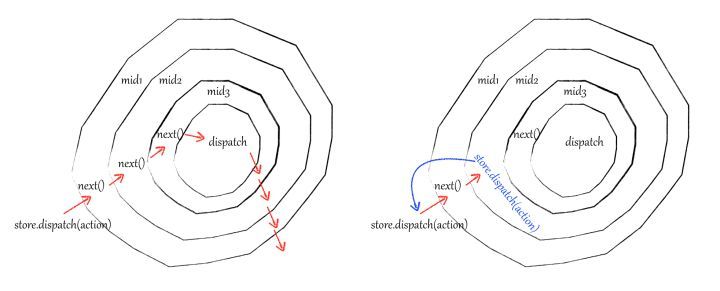 mid1
mid2
mid3
next()
dispatch
next()
next()
store.dispatch(action)
mid1
mid2
mid3
next()
dispatch
store.dispatch(action)
next()
store.dispatch(action)